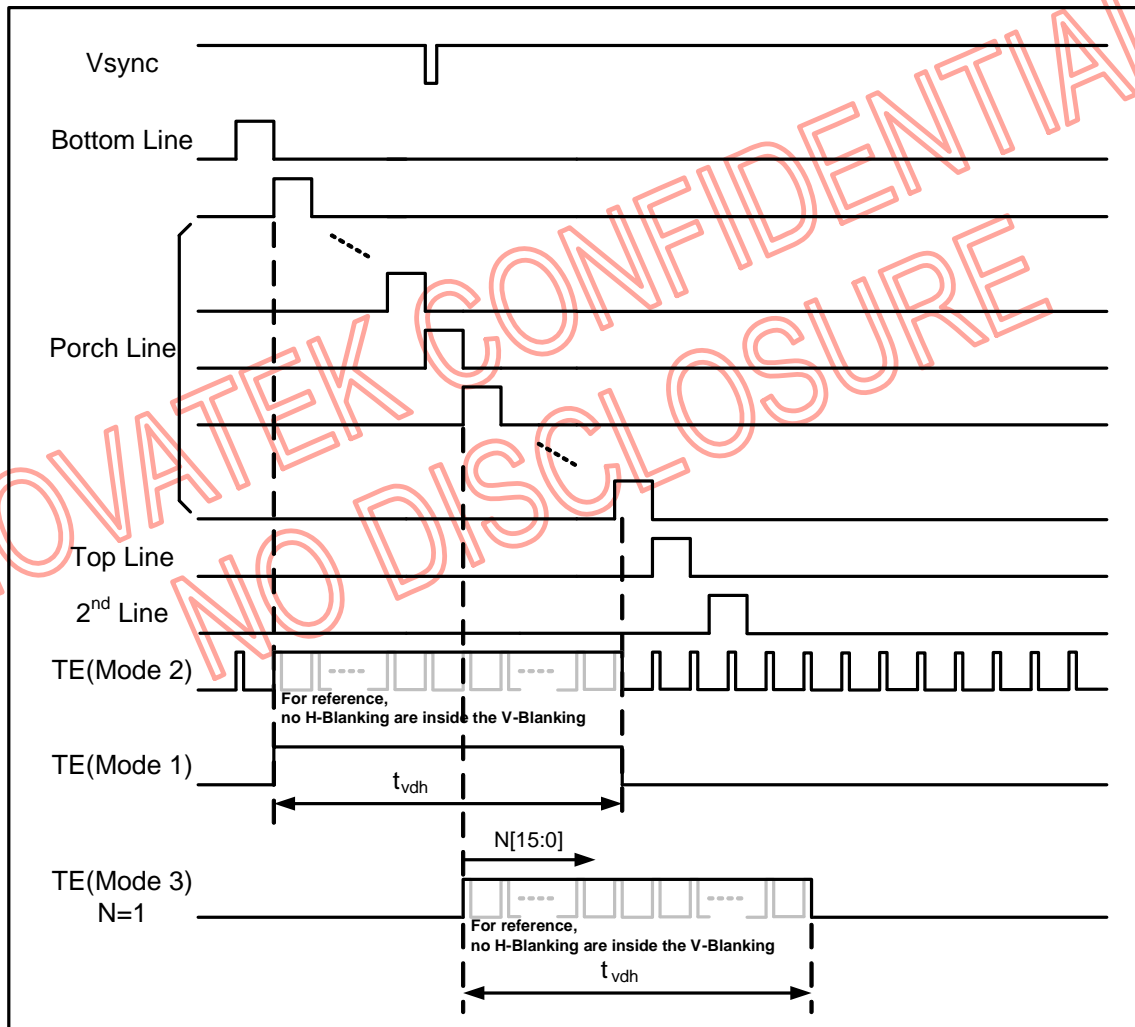 Vsync
Bottom Line
Porch Line
Top Line
2nd Line
TE(Mode 2)
For reference,
no H-Blanking are inside the V-Blanking
TE(Mode 1)
tvdh
N[15:0]
TE(Mode 3)
N=1
For reference,
no H-Blanking are inside the V-Blanking
tvdh
OVATEK CONFIDENTIAL
NO DISCLOSURE